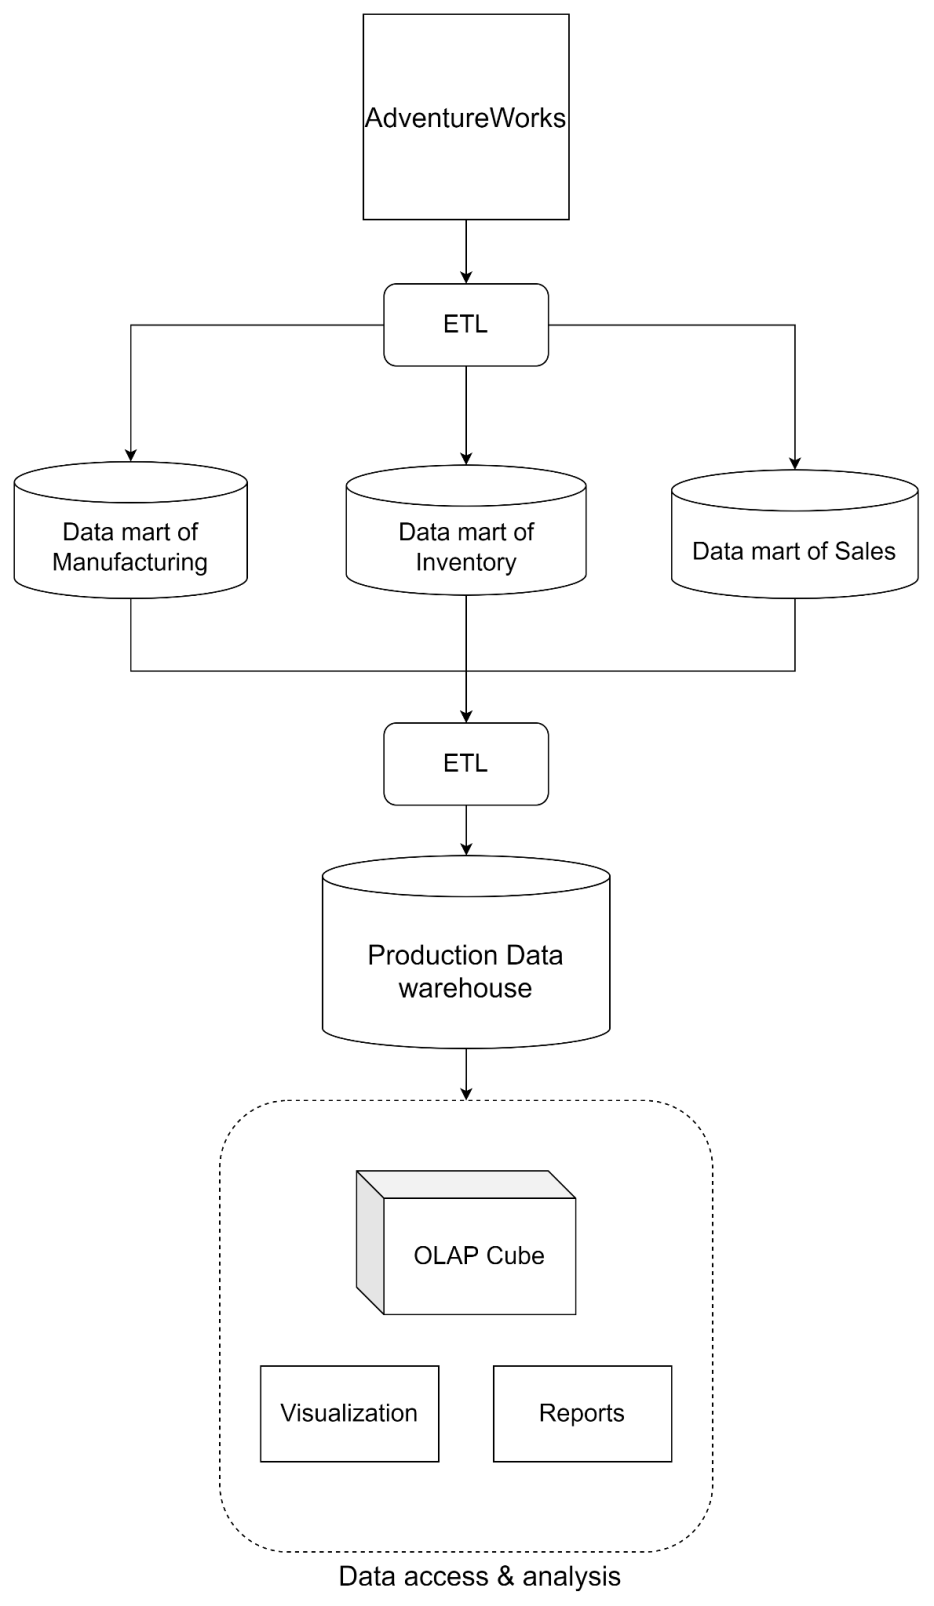 AdventureWorks
ETL
Data mart of
Manufacturing
Data mart of
Inventory
Data mart of Sales
ETL
Production Data
warehouse
OLAP Cube
Visualization
Reports
Data access & analysis